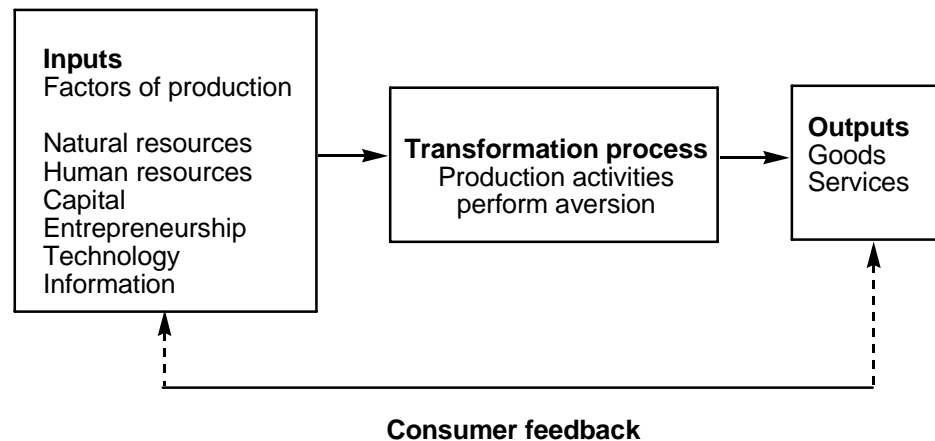 Inputs
Factors of production
Natural resources
Human resources
Capital
Entrepreneurship
Technology
Information
Transformation process
Production activities
perform aversion
Outputs
Goods
Services
Consumer feedback